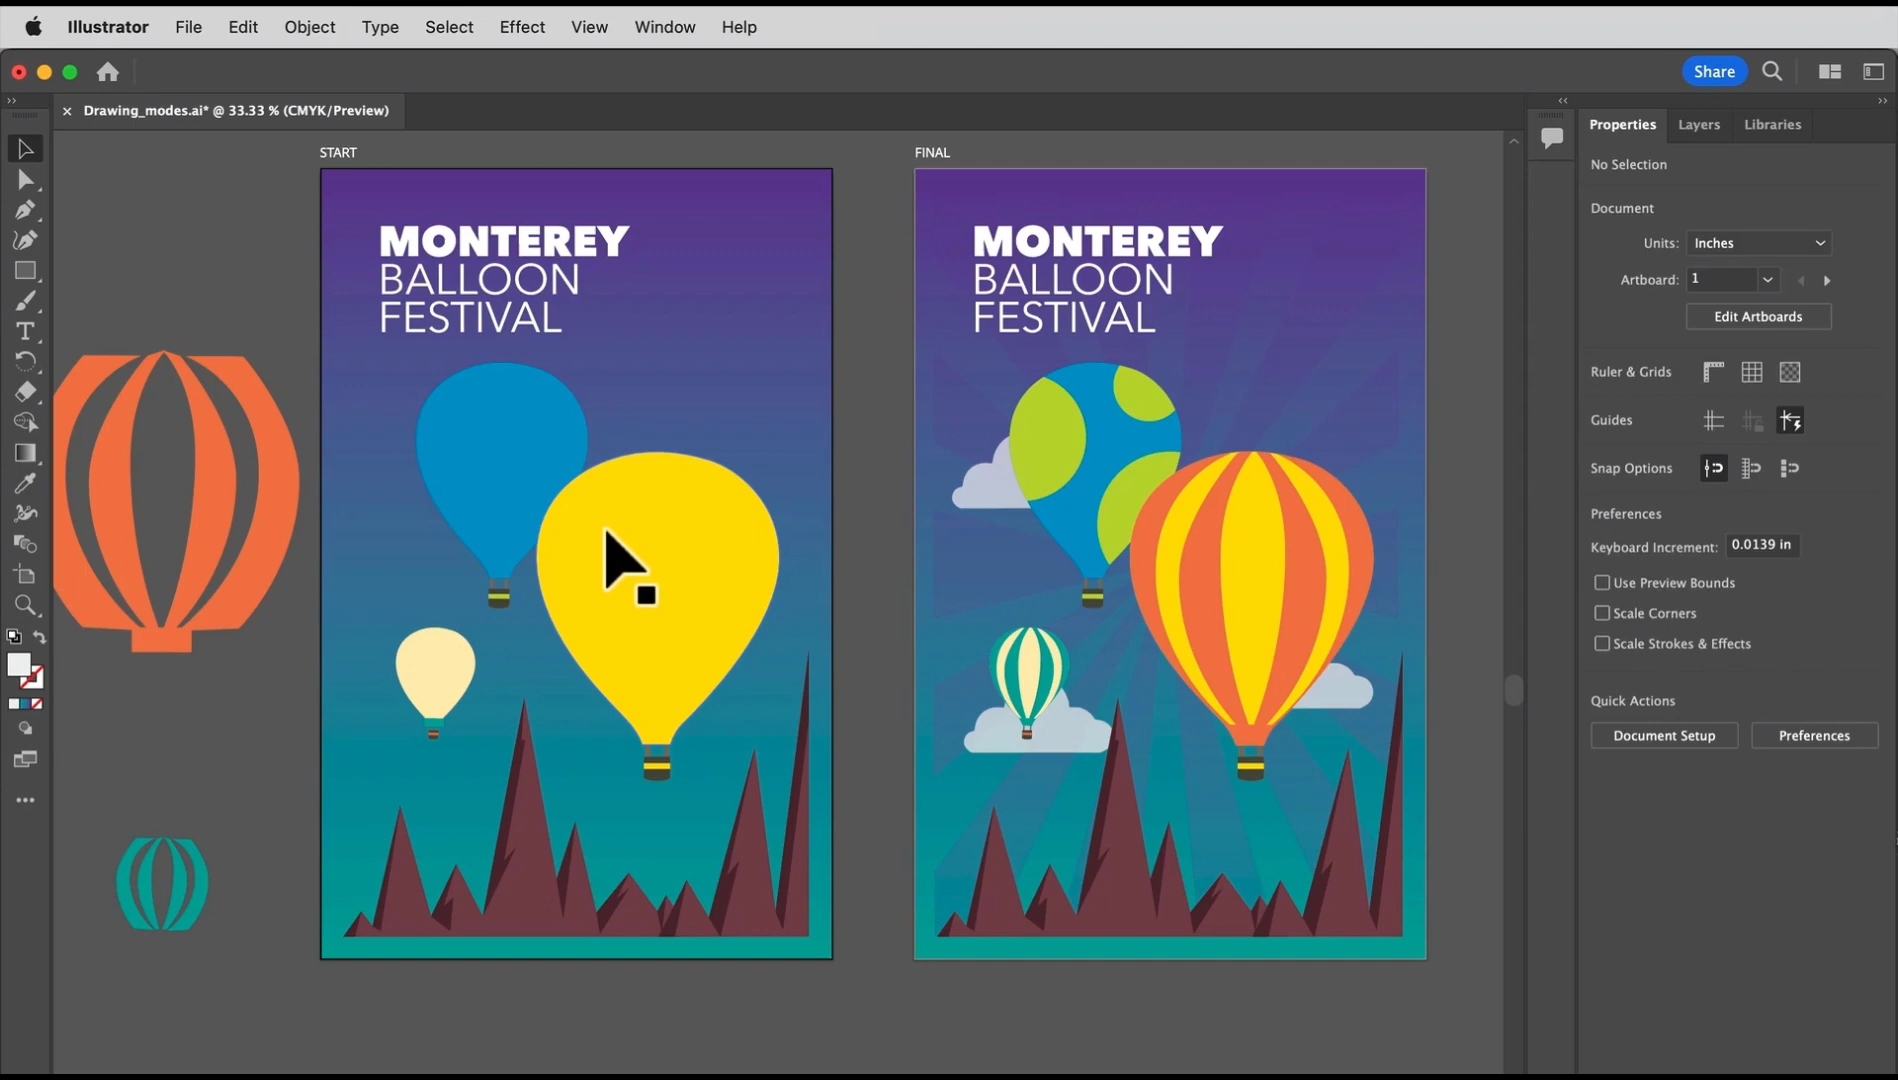 Illustrator File Edit Object Type Select Effect View Window Help
Share
Drawing_modes.ai* @ 33.33 % (CMYK/Preview)
START
MONTEREY
BALLOON
FESTIVAL
FINAL
MONTEREY
BALLOON
FESTIVAL
Properties Layers Libraries
No Selection
Document
Units: Inches
Artboard: 1
Edit Artboards
Ruler & Grids
Guides
Snap Options
Preferences
Keyboard Increment: 0.0139 in
Use Preview Bounds
Scale Corners
Scale Strokes & Effects
Quick Actions
Document Setup Preferences